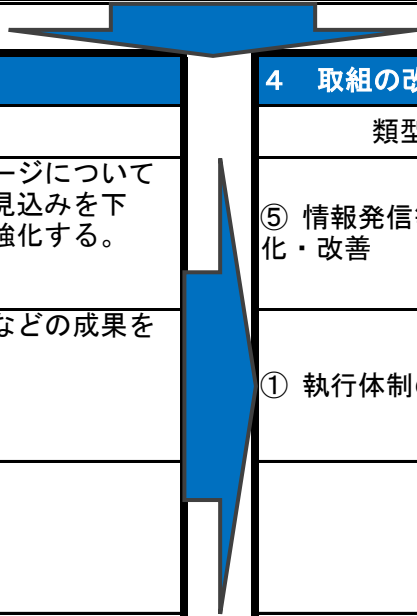 ージについて
見込みを下
強化する。
などの成果を
4 取組の改
類型
⑤ 情報発信
化・改善
① 執行体制